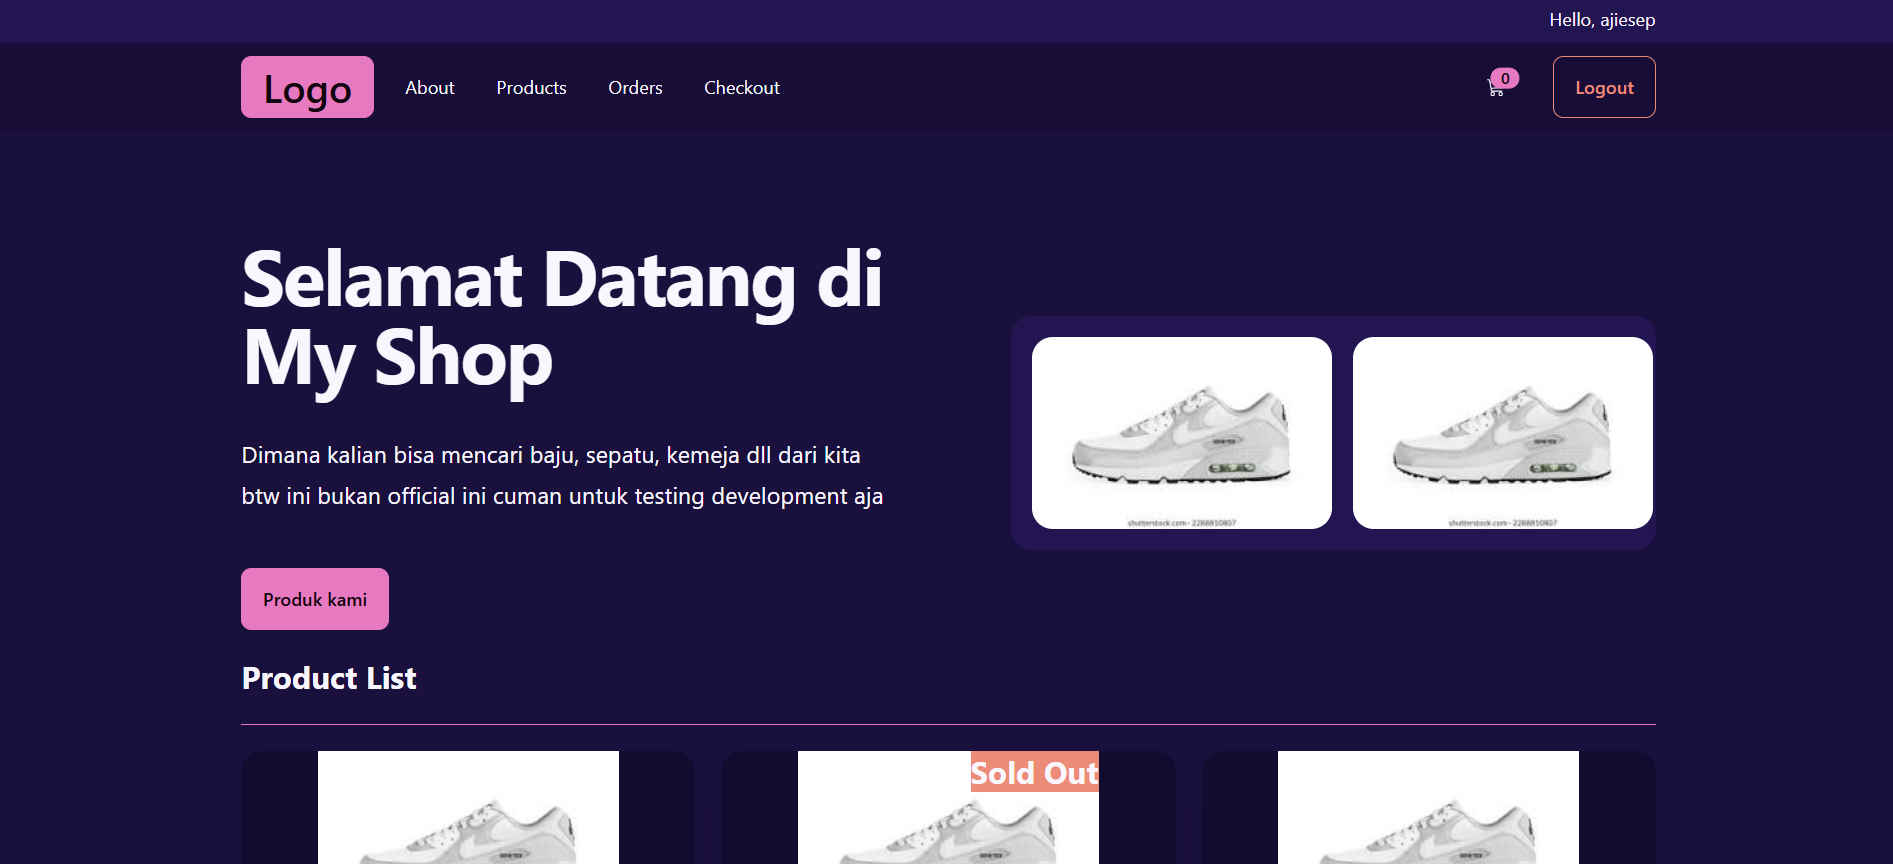 Hello, ajiesep
Logo
About
Products
Orders
Checkout
0
Logout
Selamat Datang di
My Shop
Dimana kalian bisa mencari baju, sepatu, kemeja dll dari kita
btw ini bukan official ini cuman untuk testing development aja
shutterstock.com · 2288810807
shutterstock.com · 2288810807
Produk kami
Product List
Sold Out